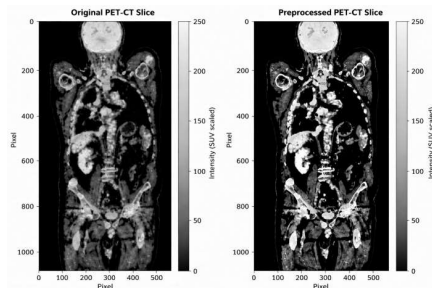 Original PET-CT Slice
0
200
400
600
800
1000
Pixel
0 100 200 300 400 500
Pixel
250
200
150
100
50
0
Intensity (SUV scaled)
Preprocessed PET-CT Slice
0
200
400
600
800
1000
Pixel
0 100 200 300 400 500
Pixel
250
200
150
100
50
0
Intensity (SUV scaled)